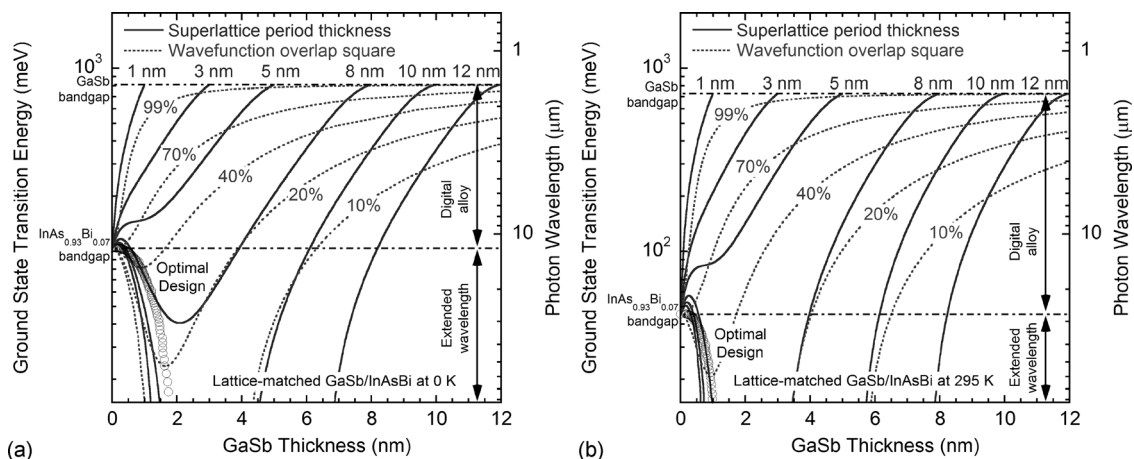 Superlattice period thickness
Wavefunction overlap square
10³
1 nm 3 nm 5 nm 8 nm 10 nm 12 nm
GaSb
bandgap
99%
70%
40%
20%
10%
InAs0.93Bi0.07
bandgap
Optimal
Design
Digital
alloy
Extended
wavelength
Lattice-matched GaSb/InAsBi at 0 K
Ground State Transition Energy (meV)
Photon Wavelength (μm)
1
10
0 2 4 6 8 10 12
GaSb Thickness (nm)
(a)
Superlattice period thickness
Wavefunction overlap square
10³
1 nm 3 nm 5 nm 8 nm 10 nm 12 nm
GaSb
bandgap
99%
70%
40%
20%
10%
10²
InAs0.93Bi0.07
bandgap
Optimal
Design
Digital
alloy
Extended
wavelength
Lattice-matched GaSb/InAsBi at 295 K
Ground State Transition Energy (meV)
Photon Wavelength (μm)
1
10
0 2 4 6 8 10 12
GaSb Thickness (nm)
(b)